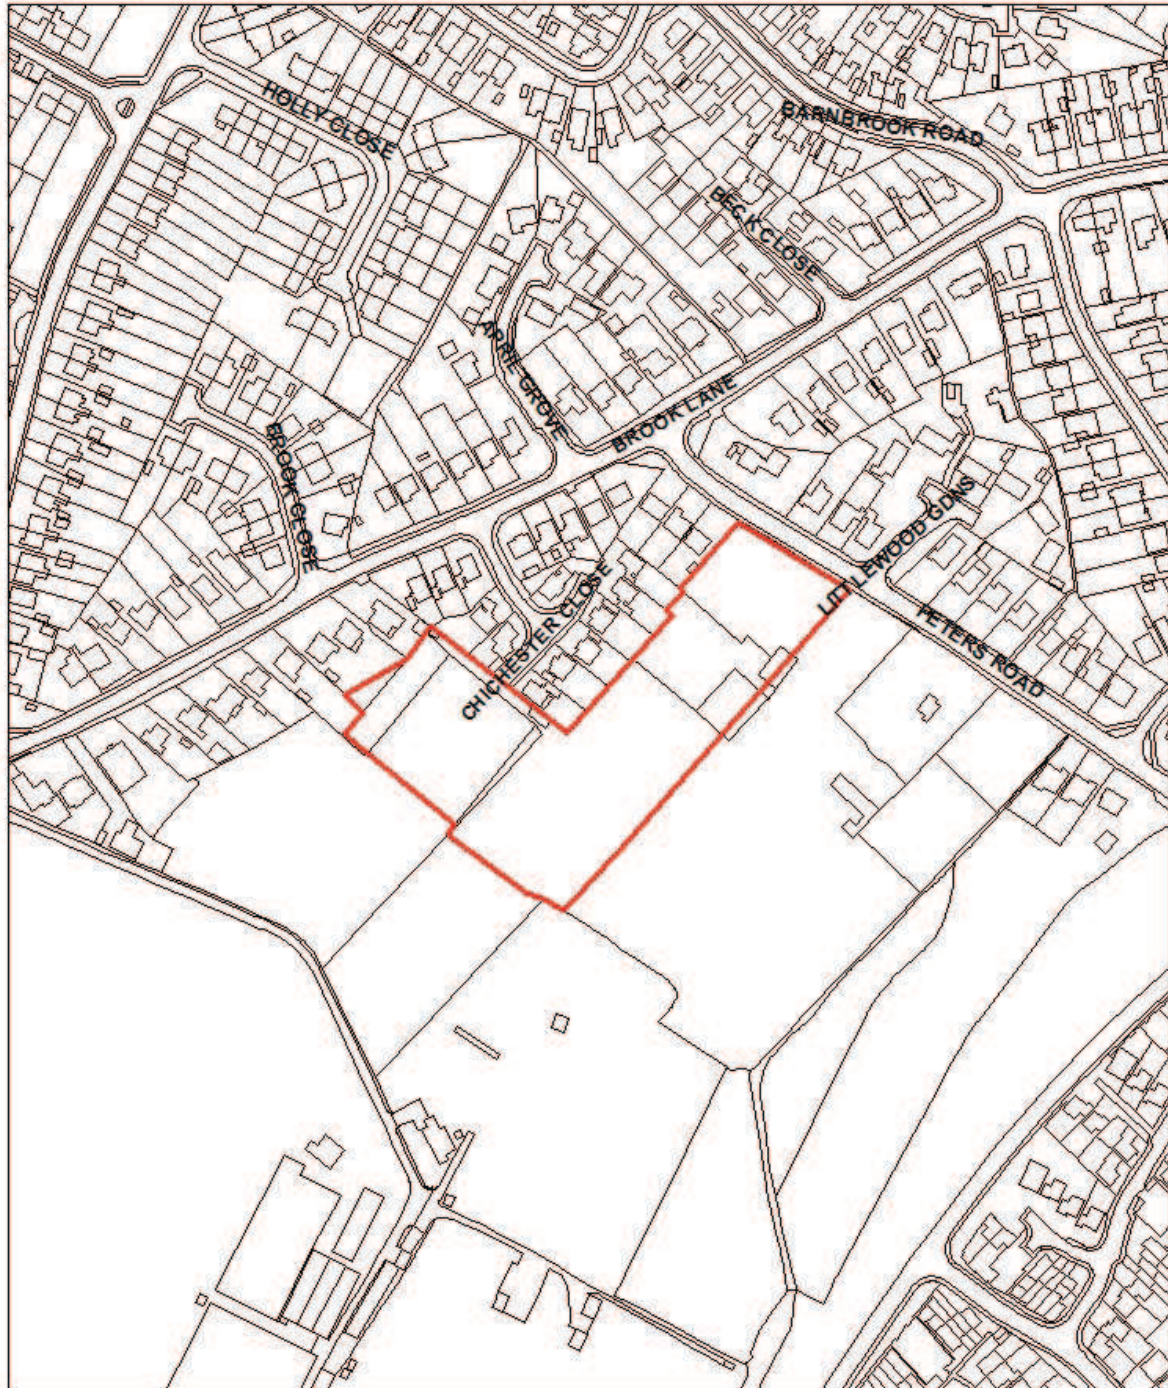 HOLLY CLOSE
BARNBROOK ROAD
BECK CLOSE
BROOK LANE
BROOK CLOSE
LITTLEWOOD GDNS
CHICHESTER CLOSE
PETERS ROAD